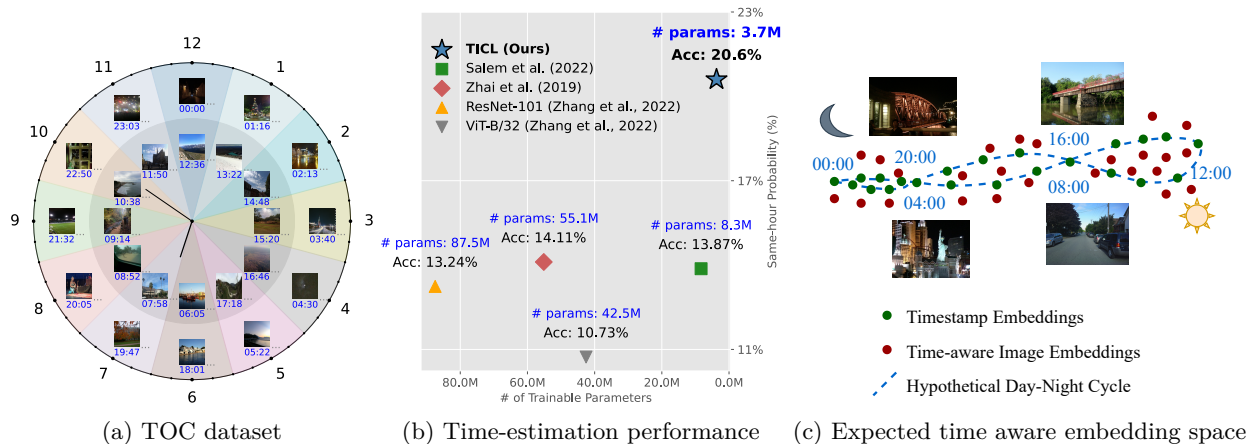 12
11
1
10
2
9
3
8
4
7
5
6
00:00
23:03
01:16
12:36
11:50
13:22
22:50
02:13
10:38
14:48
21:32
09:14
15:20
03:40
08:52
16:46
20:05
07:58
17:18
04:30
06:05
19:47
05:22
18:01
(a) TOC dataset
23%
17%
11%
Same-hour Probability (%)
# params: 3.7M
Acc: 20.6%
TICL (Ours)
Salem et al. (2022)
Zhai et al. (2019)
ResNet-101 (Zhang et al., 2022)
ViT-B/32 (Zhang et al., 2022)
# params: 55.1M
Acc: 14.11%
# params: 8.3M
Acc: 13.87%
# params: 87.5M
Acc: 13.24%
# params: 42.5M
Acc: 10.73%
80.0M 60.0M 40.0M 20.0M 0.0M
# of Trainable Parameters
(b) Time-estimation performance
16:00
00:00
20:00
12:00
08:00
04:00
Timestamp Embeddings
Time-aware Image Embeddings
Hypothetical Day-Night Cycle
(c) Expected time aware embedding space